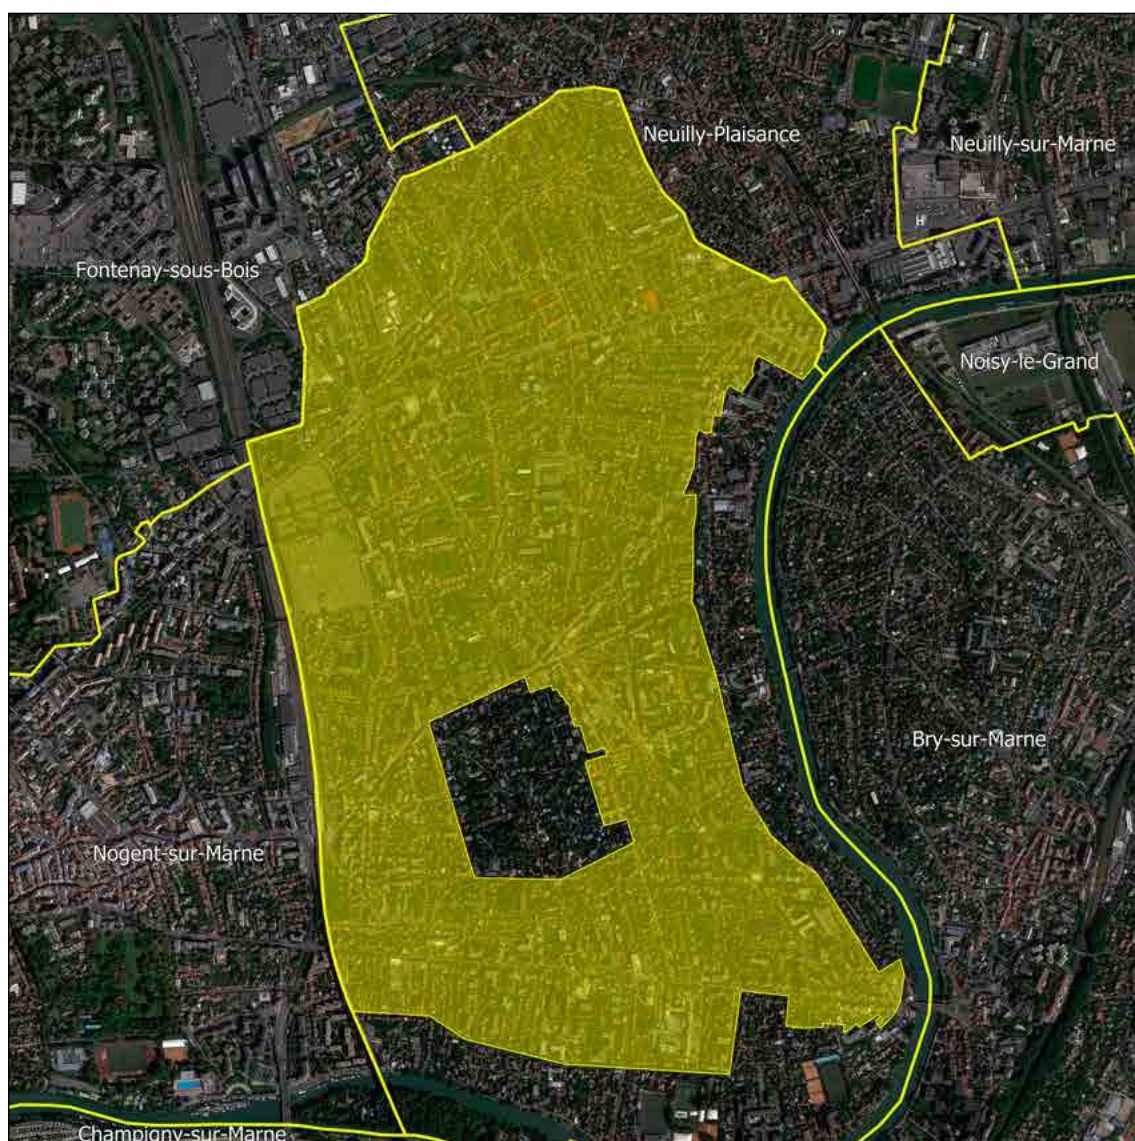 Neuilly-Plaisance
Neuilly-sur-Marne
Fontenay-sous-Bois
Noisy-le-Grand
Bry-sur-Marne
Nogent-sur-Marne
Champigny-sur-Marne